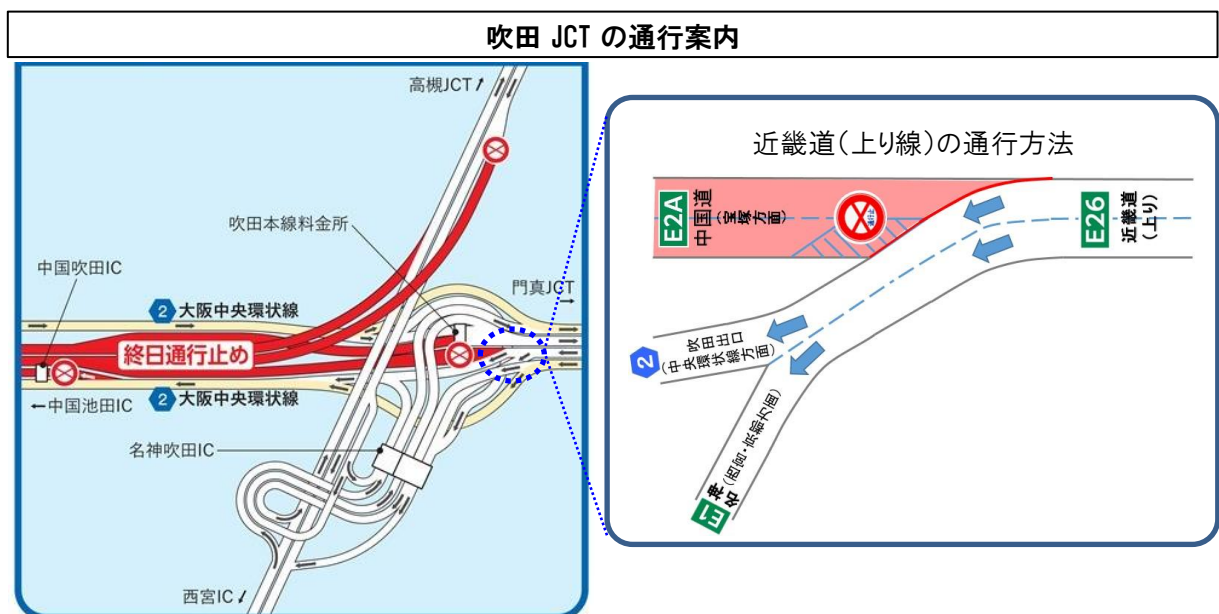 吹田 JCT の通行案内
高槻JCT
吹田本線料金所
中国吹田IC
門真JCT
2 大阪中央環状線
終日通行止め
2 大阪中央環状線
中国池田IC
名神吹田IC
西宮IC
近畿道(上り線)の通行方法
E2A
中国道
(宝塚方面)
E26
近畿道
(上り)
2
吹田出口
(中央環状線方面)
E1
名神
(西宮・京都方面)